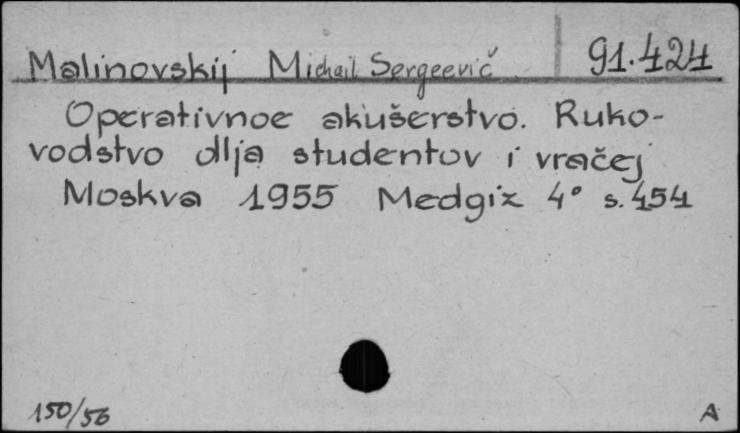 Malinovskij Michail Sergeevič 91.424
Operativnoe akušerstvo. Ruko-
vodstvo dlja studentov i vračej
Moskva 1955 Medgiz 4° s. 454
150/56 A